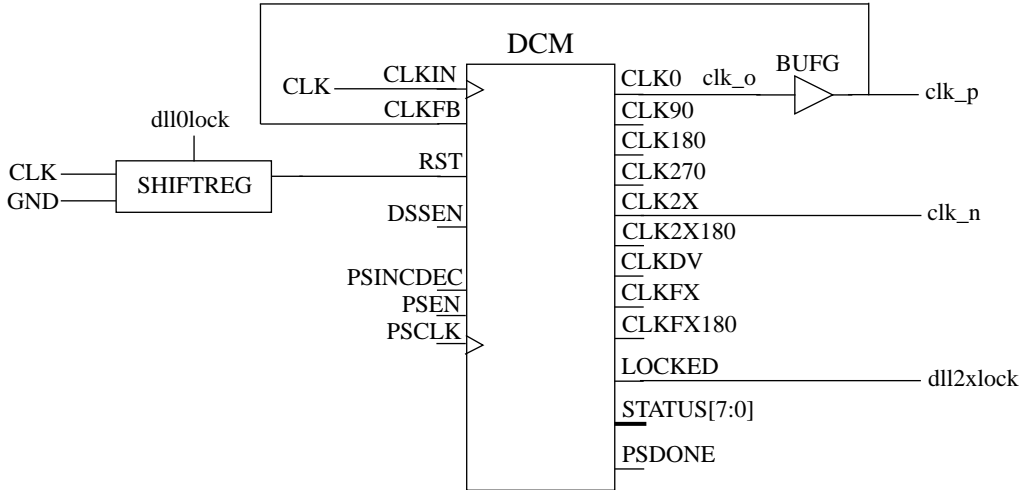 DCM
BUFG
CLK
CLKIN
CLKFB
CLK0
clk_o
clk_p
CLK90
dll0lock
CLK180
CLK
GND
SHIFTREG
RST
CLK270
DSSEN
CLK2X
clk_n
CLK2X180
CLKDV
PSINCDEC
CLKFX
PSEN
PSCLK
CLKFX180
LOCKED
dll2xlock
STATUS[7:0]
PSDONE